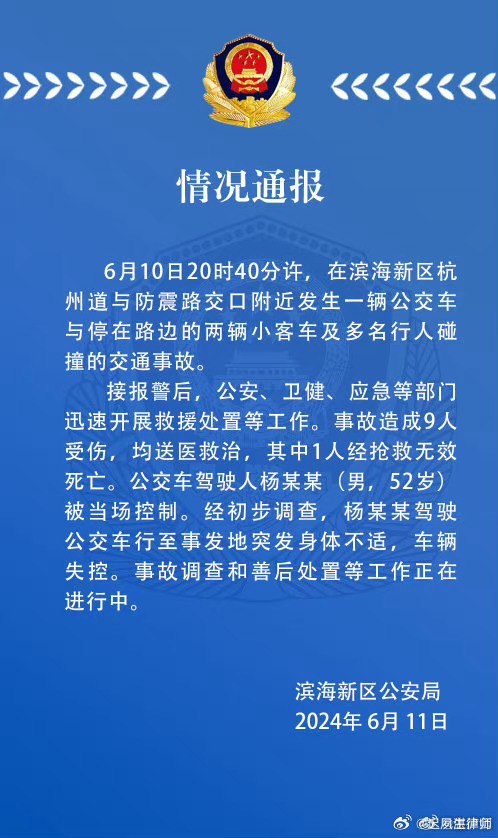 情况通报
6月10日20时40分许，在滨海新区杭
州道与防震路交口附近发生一辆公交车
与停在路边的两辆小客车及多名行人碰
撞的交通事故。
接报警后，公安、卫健、应急等部门
迅速开展救援处置等工作。事故造成9人
受伤，均送医救治，其中1人经抢救无效
死亡。公交车驾驶人杨某某（男，52岁）
被当场控制。经初步调查，杨某某驾驶
公交车行至事发地突发身体不适，车辆
失控。事故调查和善后处置等工作正在
进行中。
滨海新区公安局
2024年 6月 11日